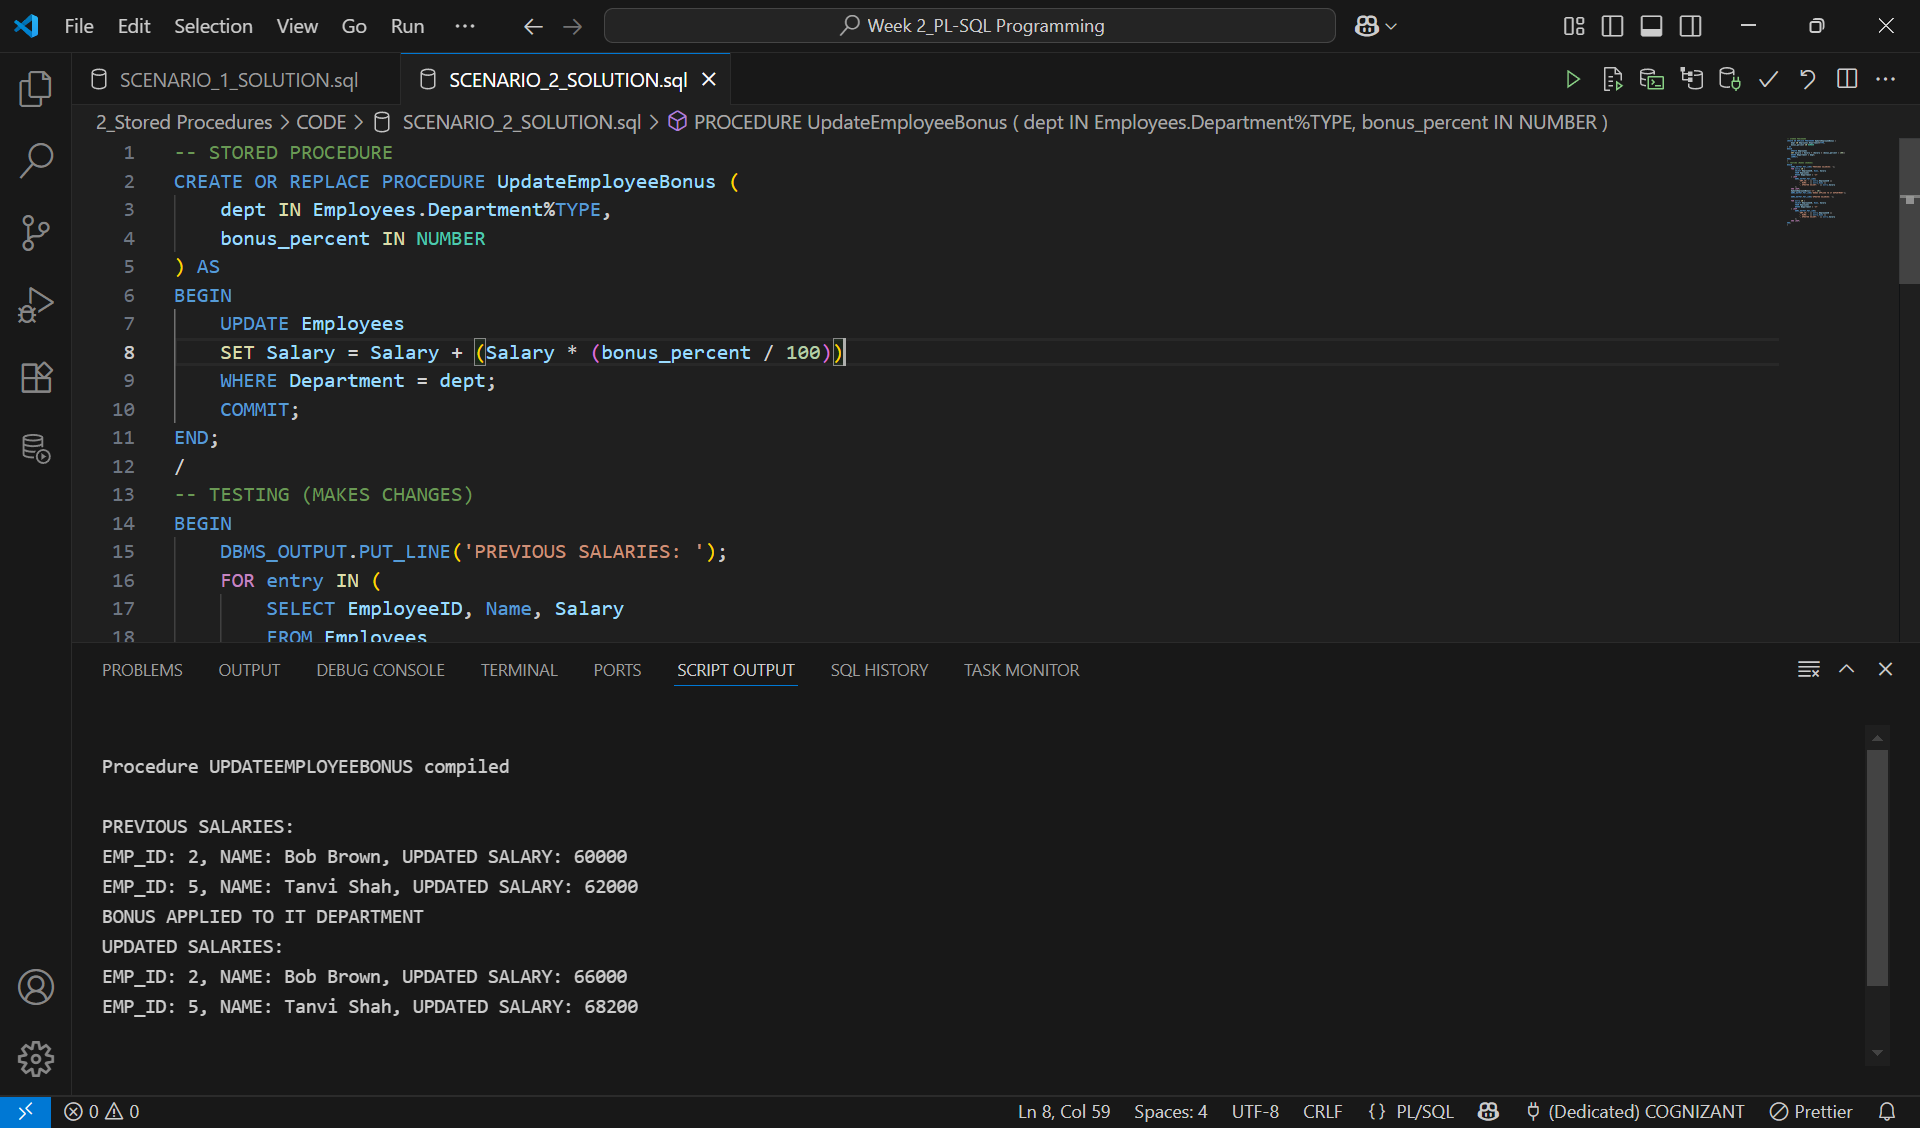 File Edit Selection View Go Run ··· Week 2_PL-SQL Programming
SCENARIO_1_SOLUTION.sql SCENARIO_2_SOLUTION.sql
2_Stored Procedures > CODE > SCENARIO_2_SOLUTION.sql > PROCEDURE UpdateEmployeeBonus ( dept IN Employees.Department%TYPE, bonus_percent IN NUMBER )
1 -- STORED PROCEDURE
2 CREATE OR REPLACE PROCEDURE UpdateEmployeeBonus (
3 dept IN Employees.Department%TYPE,
4 bonus_percent IN NUMBER
5 ) AS
6 BEGIN
7 UPDATE Employees
8 SET Salary = Salary + (Salary * (bonus_percent / 100))
9 WHERE Department = dept;
10 COMMIT;
11 END;
12 /
13 -- TESTING (MAKES CHANGES)
14 BEGIN
15 DBMS_OUTPUT.PUT_LINE('PREVIOUS SALARIES: ');
16 FOR entry IN (
17 SELECT EmployeeID, Name, Salary
18 FROM Employees
PROBLEMS OUTPUT DEBUG CONSOLE TERMINAL PORTS SCRIPT OUTPUT SQL HISTORY TASK MONITOR
Procedure UPDATEEMPLOYEEBONUS compiled
PREVIOUS SALARIES:
EMP_ID: 2, NAME: Bob Brown, UPDATED SALARY: 60000
EMP_ID: 5, NAME: Tanvi Shah, UPDATED SALARY: 62000
BONUS APPLIED TO IT DEPARTMENT
UPDATED SALARIES:
EMP_ID: 2, NAME: Bob Brown, UPDATED SALARY: 66000
EMP_ID: 5, NAME: Tanvi Shah, UPDATED SALARY: 68200
0 0 Ln 8, Col 59 Spaces: 4 UTF-8 CRLF {} PL/SQL (Dedicated) COGNIZANT Prettier